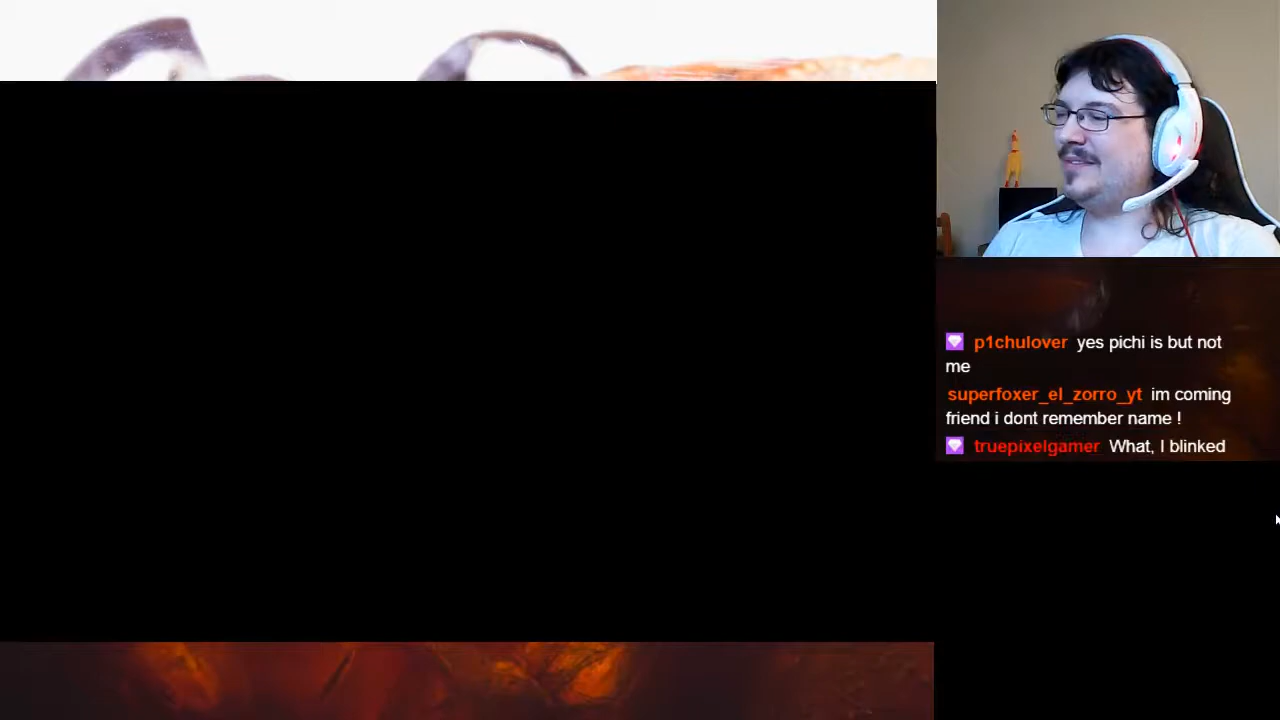 p1chulover yes pichi is but not
me
superfoxer_el_zorro_yt im coming
friend i dont remember name !
truepixelgamer What, I blinked